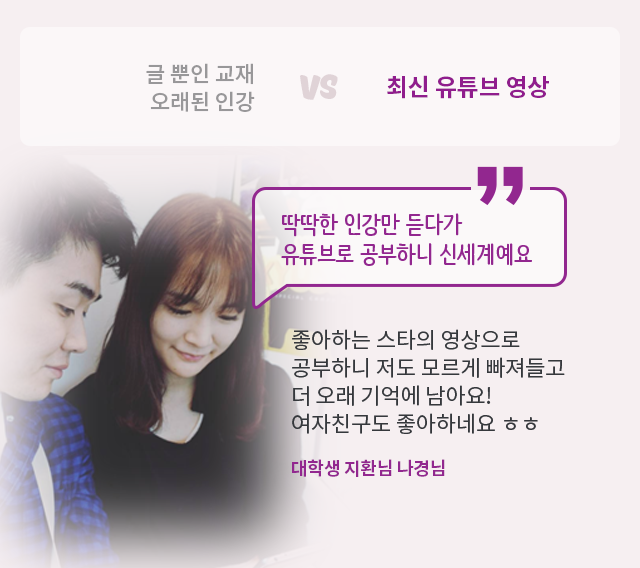 글 뿐인 교재
오래된 인강
VS
최신 유튜브 영상
딱딱한 인강만 듣다가
유튜브로 공부하니 신세계예요
좋아하는 스타의 영상으로
공부하니 저도 모르게 빠져들고
더 오래 기억에 남아요!
여자친구도 좋아하네요 ㅎㅎ
대학생 지환님 나경님